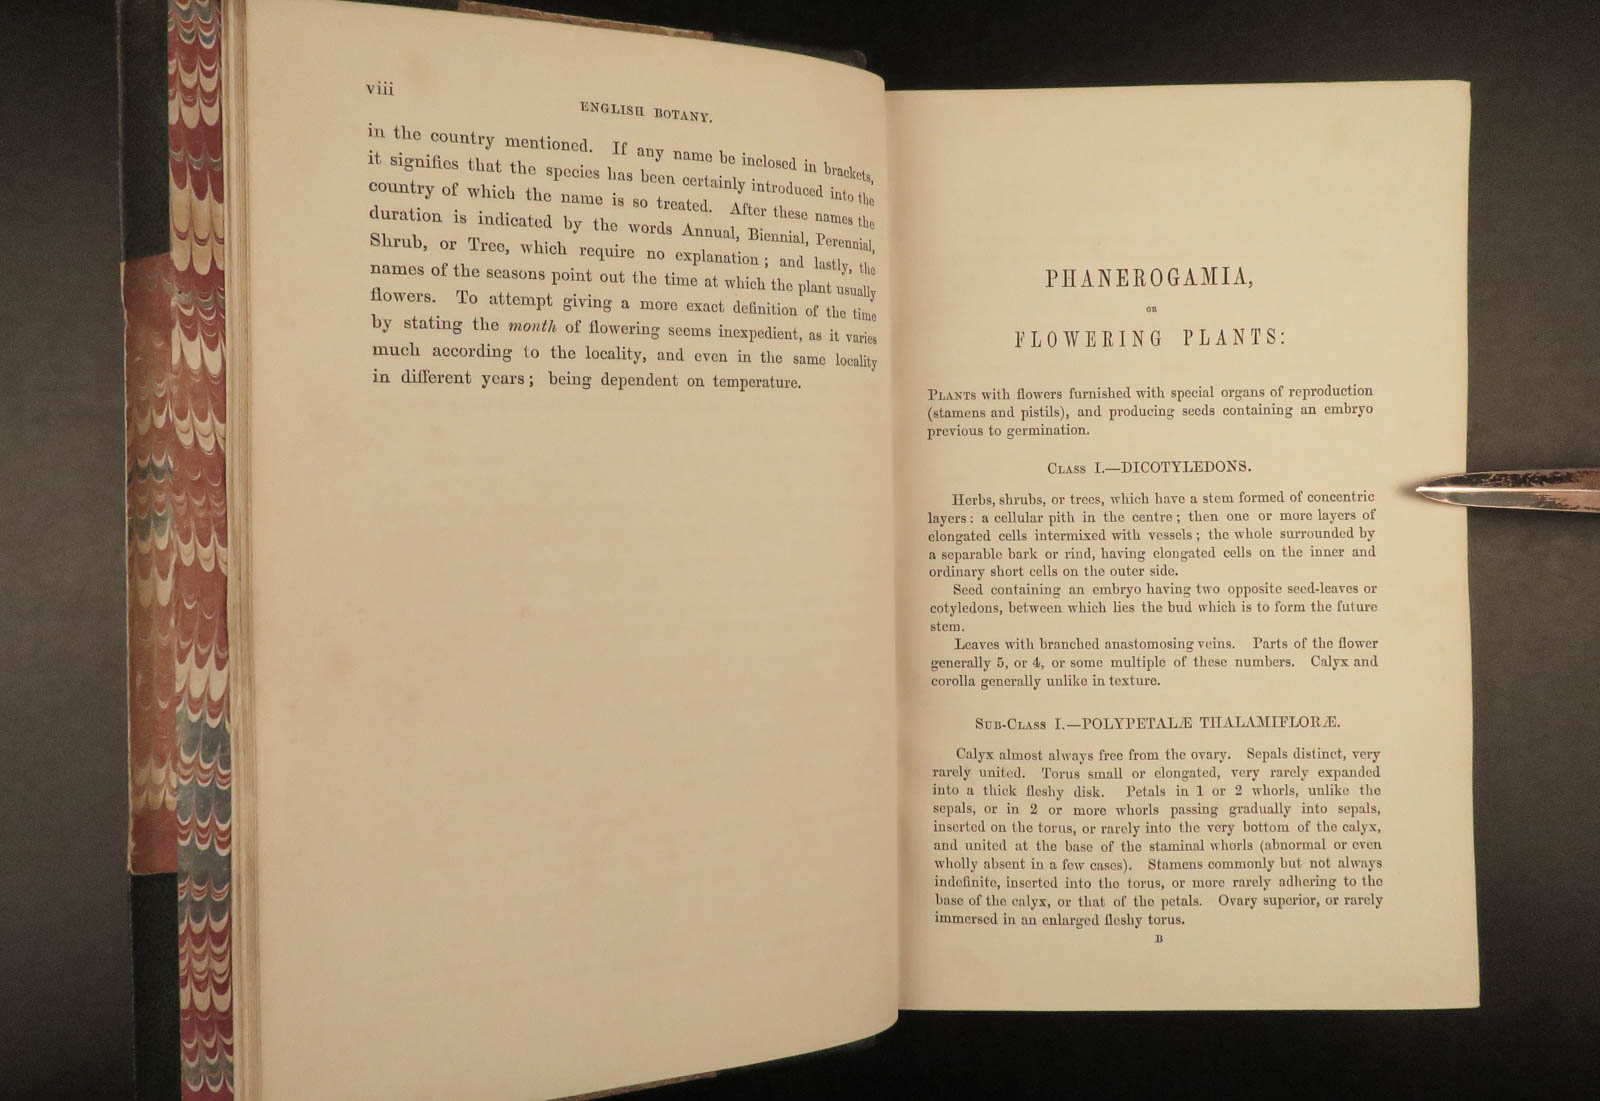 viii
ENGLISH BOTANY.
in the country mentioned. If any name be inclosed in brackets,
it signifies that the species has been certainly introduced into the
country of which the name is so treated. After these names the
duration is indicated by the words Annual, Biennial, Perennial,
Shrub, or Tree, which require no explanation; and lastly, the
names of the seasons point out the time at which the plant usually
flowers. To attempt giving a more exact definition of the time
by stating the month of flowering seems inexpedient, as it varies
much according to the locality, and even in the same locality
in different years; being dependent on temperature.
PHANEROGAMIA,
OR
FLOWERING PLANTS:
PLANTS with flowers furnished with special organs of reproduction
(stamens and pistils), and producing seeds containing an embryo
previous to germination.
CLASS I.—DICOTYLEDONS.
Herbs, shrubs, or trees, which have a stem formed of concentric
layers: a cellular pith in the centre; then one or more layers of
elongated cells intermixed with vessels; the whole surrounded by
a separable bark or rind, having elongated cells on the inner and
ordinary short cells on the outer side.
Seed containing an embryo having two opposite seed-leaves or
cotyledons, between which lies the bud which is to form the future
stem.
Leaves with branched anastomosing veins. Parts of the flower
generally 5, or 4, or some multiple of these numbers. Calyx and
corolla generally unlike in texture.
SUB-CLASS I.—POLYPETALÆ THALAMIFLORÆ.
Calyx almost always free from the ovary. Sepals distinct, very
rarely united. Torus small or elongated, very rarely expanded
into a thick fleshy disk. Petals in 1 or 2 whorls, unlike the
sepals, or in 2 or more whorls passing gradually into sepals,
inserted on the torus, or rarely into the very bottom of the calyx,
and united at the base of the staminal whorls (abnormal or even
wholly absent in a few cases). Stamens commonly but not always
indefinite, inserted into the torus, or more rarely adhering to the
base of the calyx, or that of the petals. Ovary superior, or rarely
immersed in an enlarged fleshy torus.
B